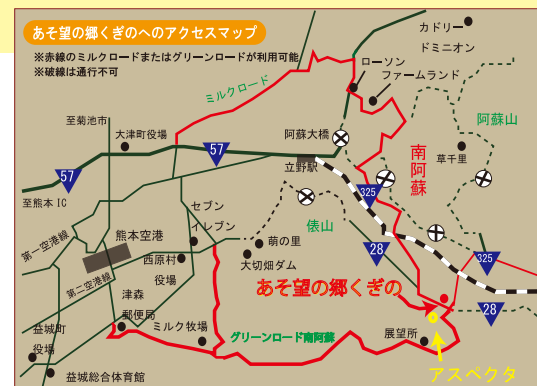 あそ望の郷くぎのへのアクセスマップ
※赤線のミルクロードまたはグリーンロードが利用可能
※破線は通行不可
カドリー
ドミニオン
ローソン
ファームランド
ミルクロード
至菊池市
大津町役場
阿蘇大橋
阿蘇山
57
57
立野駅
草千里
南阿蘇
至熊本IC
325
セブン
イレブン
俵山
第一空港線
熊本空港
萌の里
28
西原村
役場
大切畑ダム
325
第二空港線
あそ望の郷くぎの
津森
郵便局
28
益城町
役場
ミルク牧場
グリーンロード南阿蘇
展望所
アスペクタ
益城総合体育館